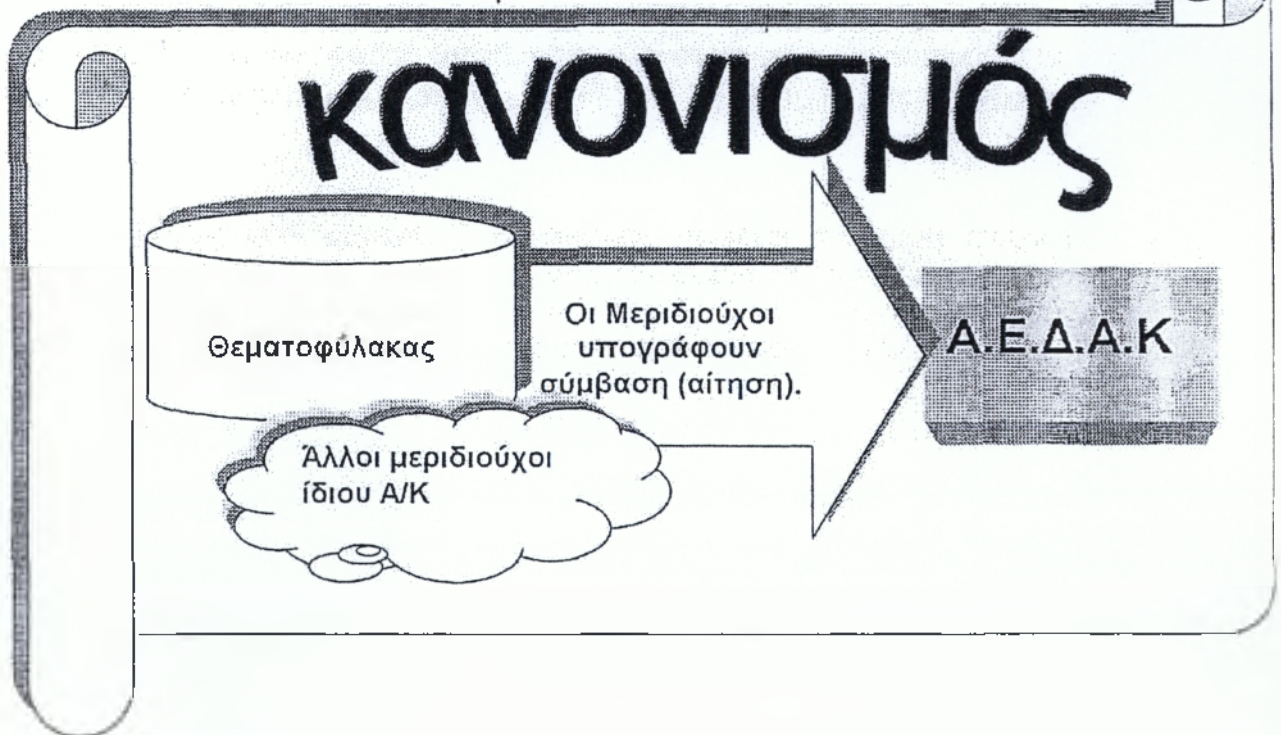 κανονισμός
Θεματοφύλακας
Οι Μεριδιούχοι
υπογράφουν
σύμβαση (αίτηση).
Α.Ε.Δ.Α.Κ
Άλλοι μεριδιούχοι
ίδιου Α/Κ